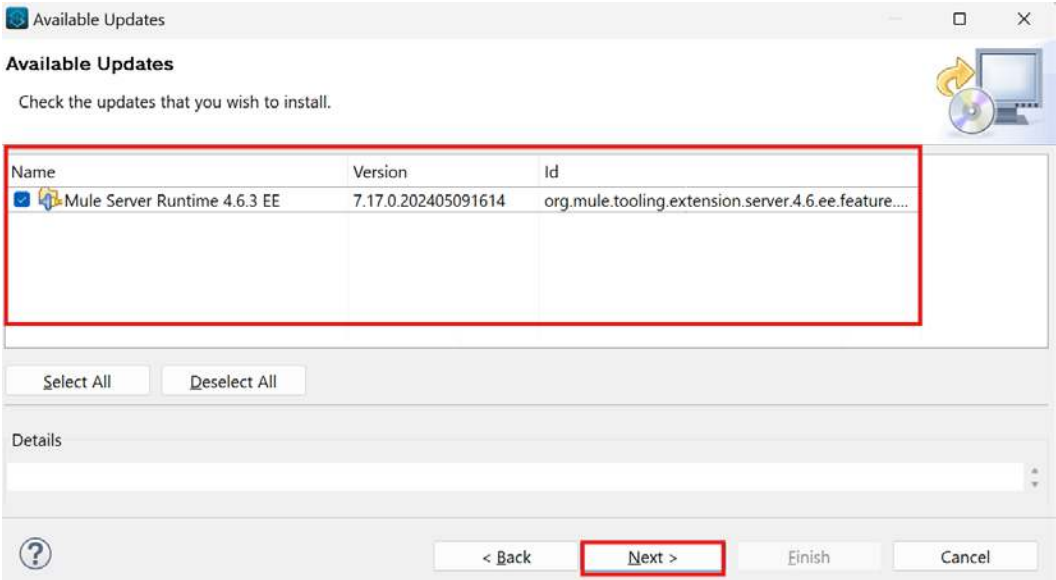 Available Updates
Available Updates
Check the updates that you wish to install.
Name Version Id
Mule Server Runtime 4.6.3 EE 7.17.0.202405091614 org.mule.tooling.extension.server.4.6.ee.feature....
Select All Deselect All
Details
< Back Next > Finish Cancel